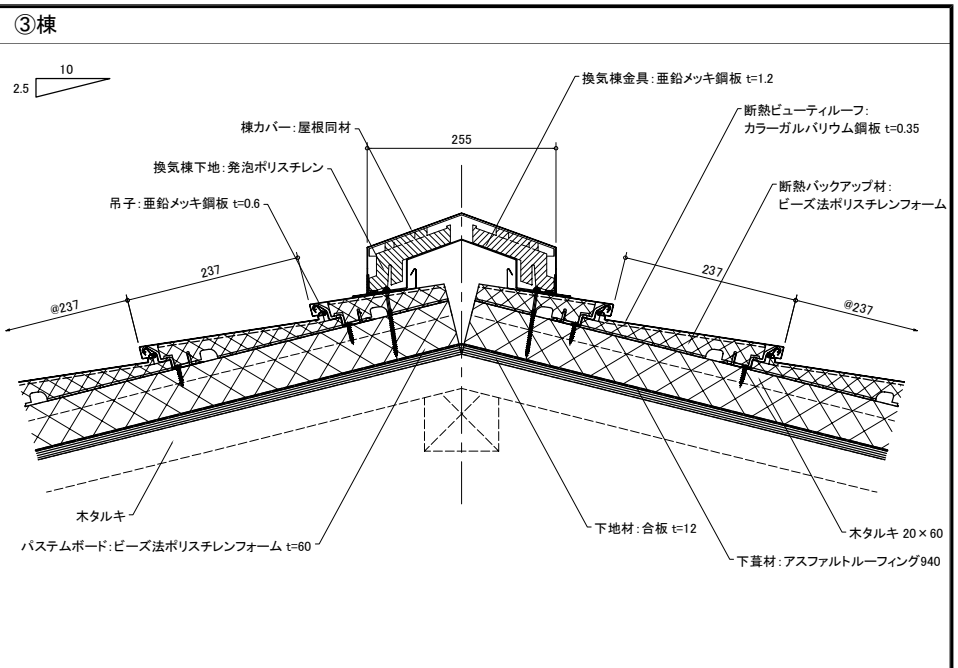 ③棟
10
2.5
換気棟金具：亜鉛メッキ鋼板 t=1.2
棟カバー：屋根同材
255
断熱ビューティルーフ：
カラーガルバリウム鋼板 t=0.35
換気棟下地：発泡ポリスチレン
断熱バックアップ材：
ビーズ法ポリスチレンフォーム
吊子：亜鉛メッキ鋼板 t=0.6
237
237
@237
@237
木タルキ
下地材：合板 t=12
木タルキ 20×60
パステムボード：ビーズ法ポリスチレンフォーム t=60
下葺材：アスファルトルーフィング940